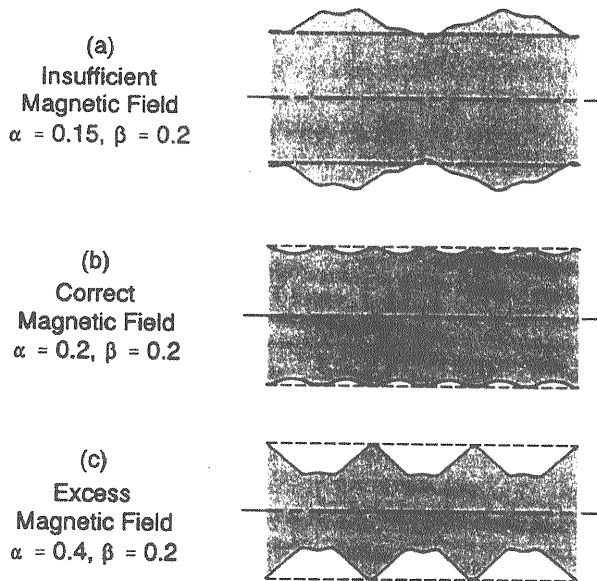 (a)
Insufficient
Magnetic Field
α = 0.15, β = 0.2
(b)
Correct
Magnetic Field
α = 0.2, β = 0.2
(c)
Excess
Magnetic Field
α = 0.4, β = 0.2